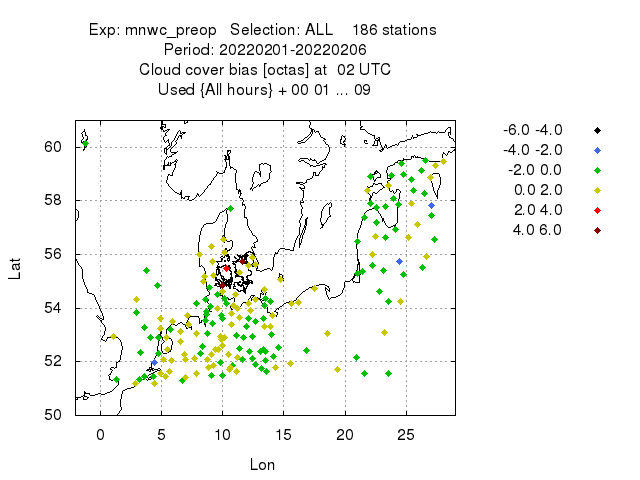 Exp: mnwc_preop   Selection: ALL    186 stations
Period: 20220201-20220206
Cloud cover bias [octas] at  02 UTC
Used {All hours} + 00 01 ... 09
-6.0 -4.0
-4.0 -2.0
-2.0 0.0
0.0 2.0
2.0 4.0
4.0 6.0
60
58
56
54
52
50
Lat
0 5 10 15 20 25
Lon